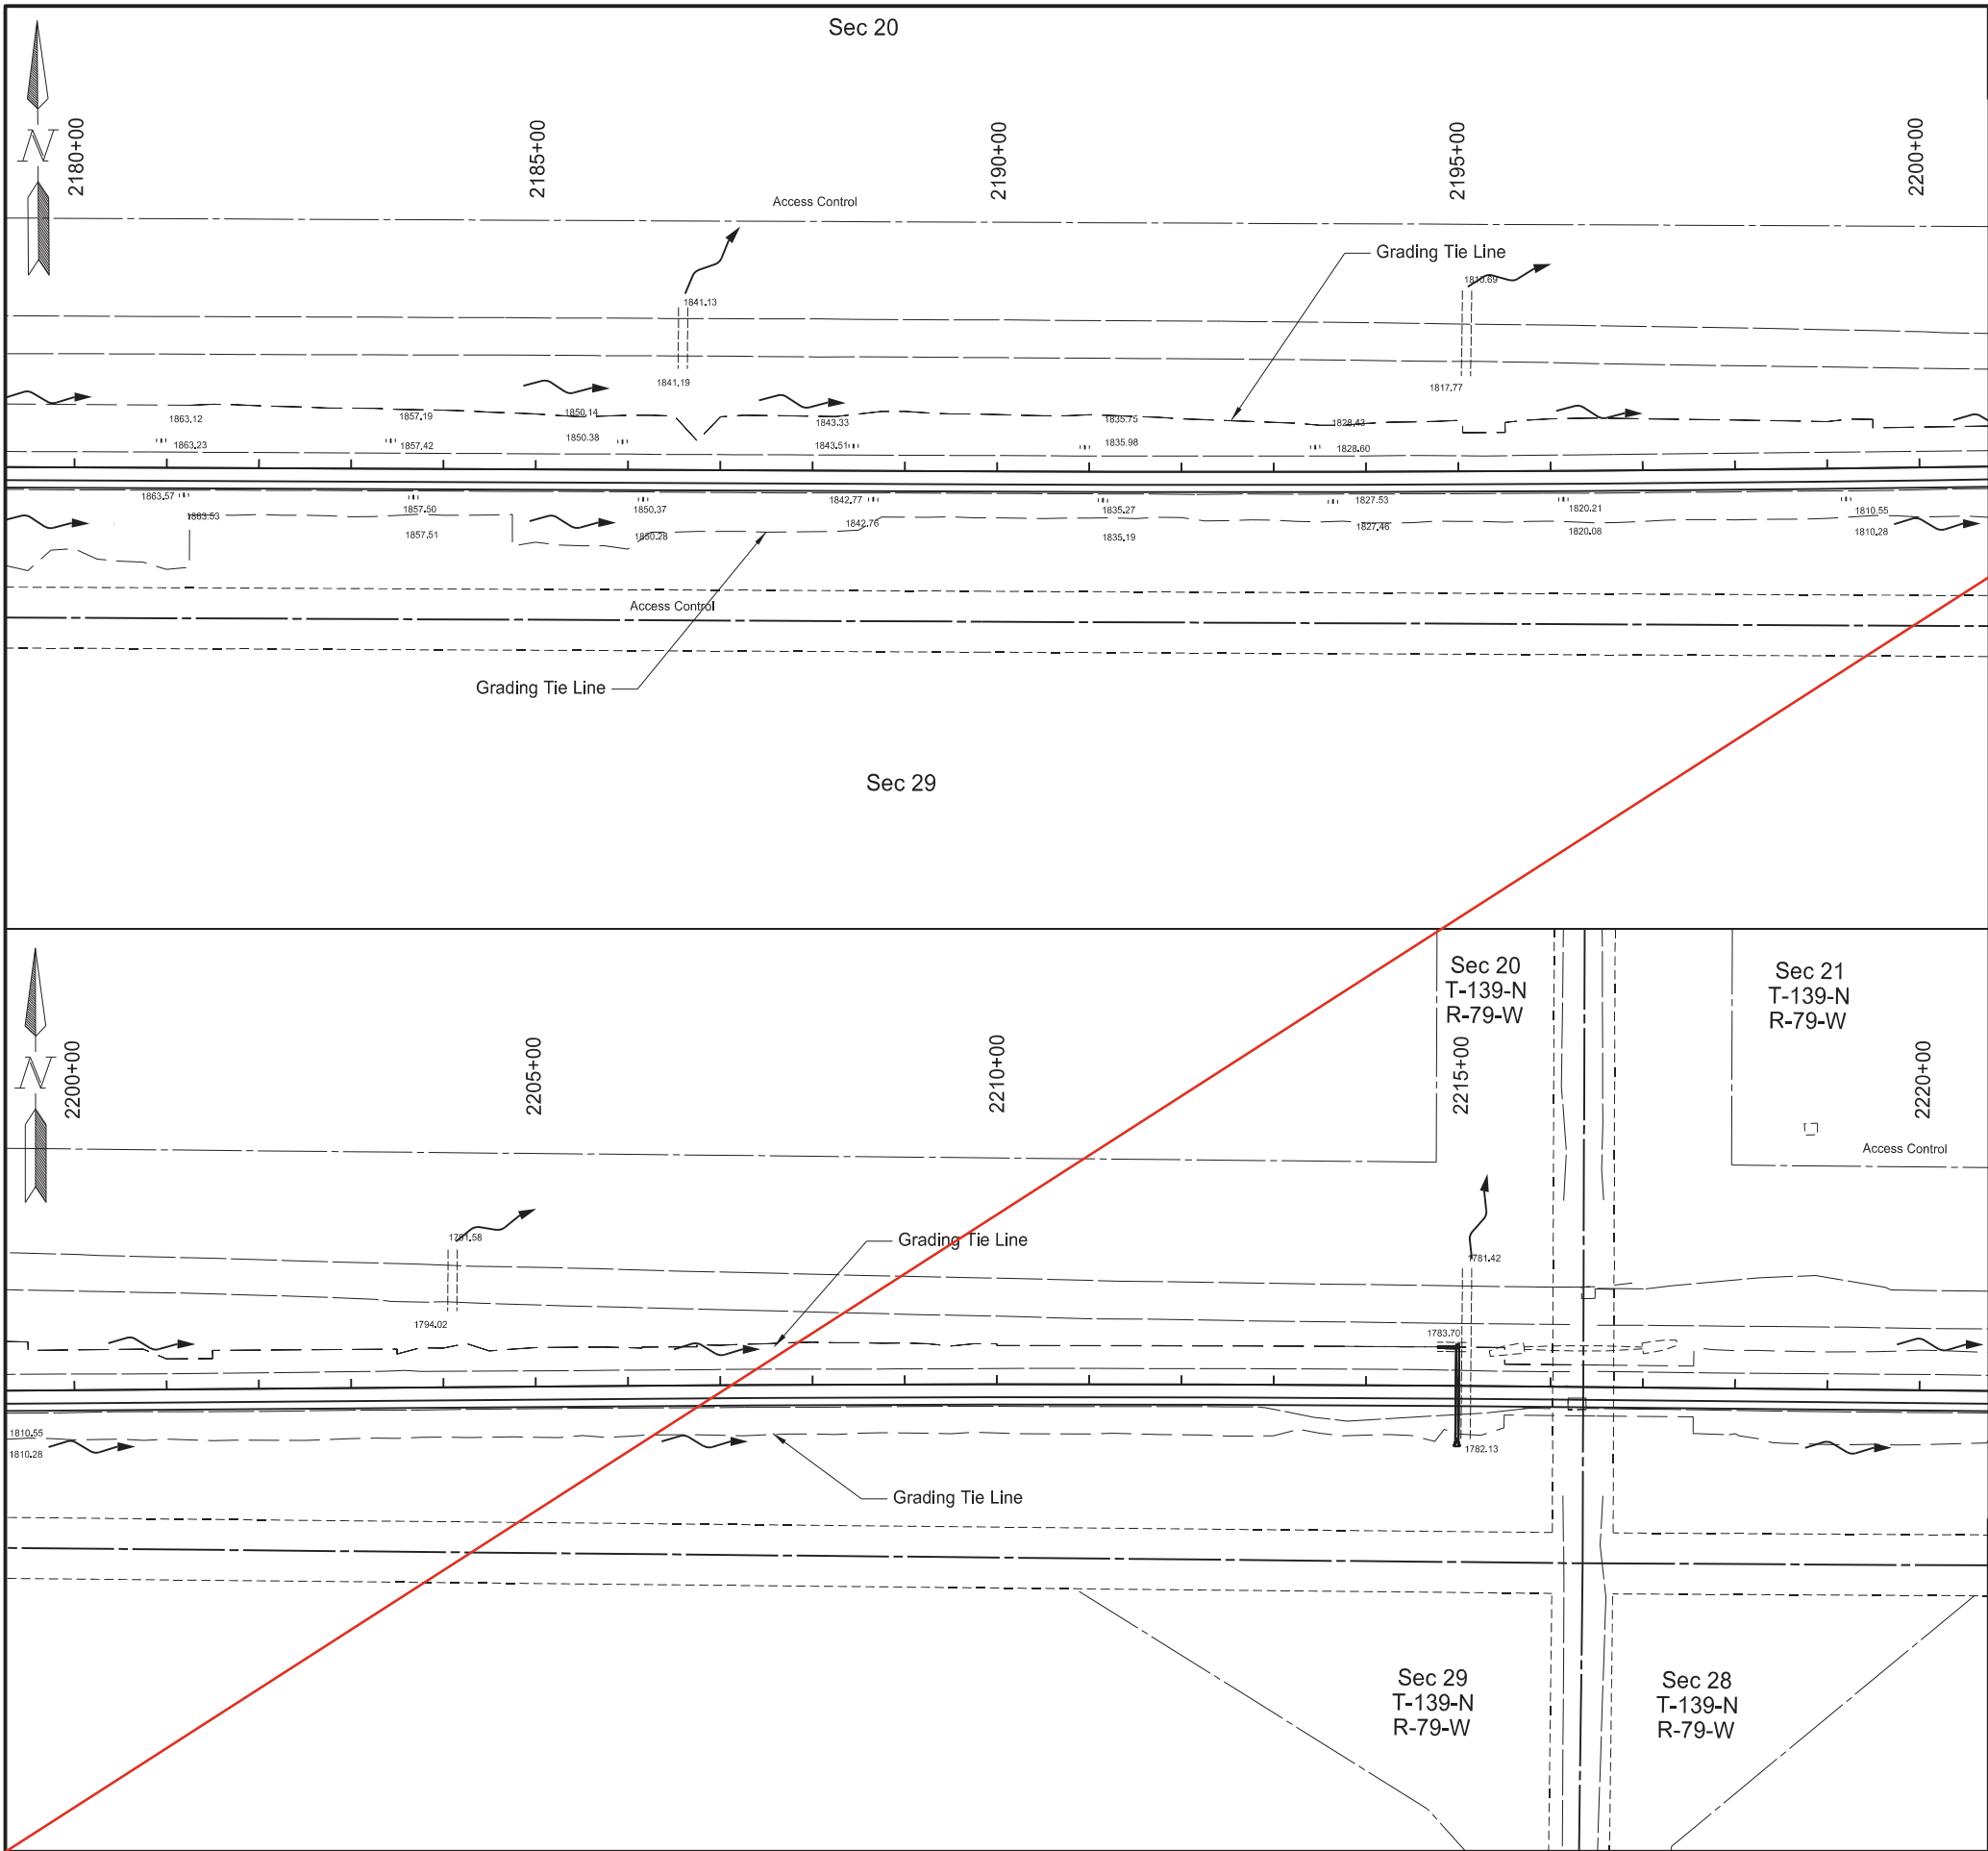 Sec 20
N
2180+00
2185+00
2190+00
2195+00
2200+00
Access Control
Grading Tie Line
1841.13
1841.19
1817.77
1863.12
1857.19
1850.14
1843.33
1835.75
1828.43
1863.23
1857.42
1850.38
1843.51
1835.98
1828.60
1863.57
1857.50
1850.37
1842.77
1835.27
1827.53
1820.21
1810.55
1863.53
1857.51
1850.28
1842.76
1835.19
1827.46
1820.08
1810.28
Access Control
Grading Tie Line
Sec 29
Sec 20
T-139-N
R-79-W
Sec 21
T-139-N
R-79-W
N
2200+00
2205+00
2210+00
2215+00
2220+00
Access Control
1791.58
Grading Tie Line
1781.42
1794.02
1783.70
1810.55
1810.28
1782.13
Grading Tie Line
Sec 29
T-139-N
R-79-W
Sec 28
T-139-N
R-79-W